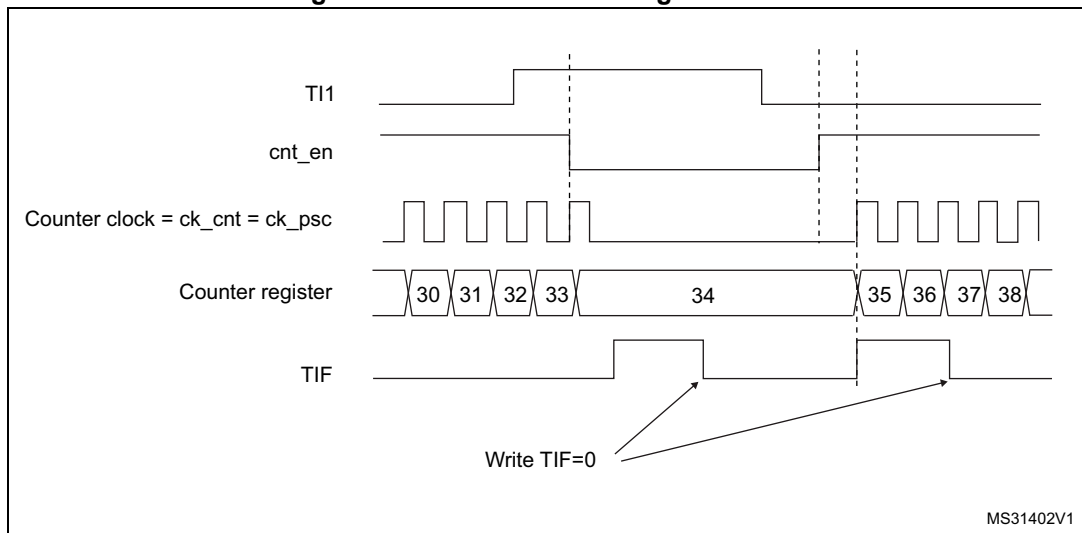 TI1
cnt_en
Counter clock = ck_cnt = ck_psc
Counter register
30 31 32 33 34 35 36 37 38
TIF
Write TIF=0
MS31402V1